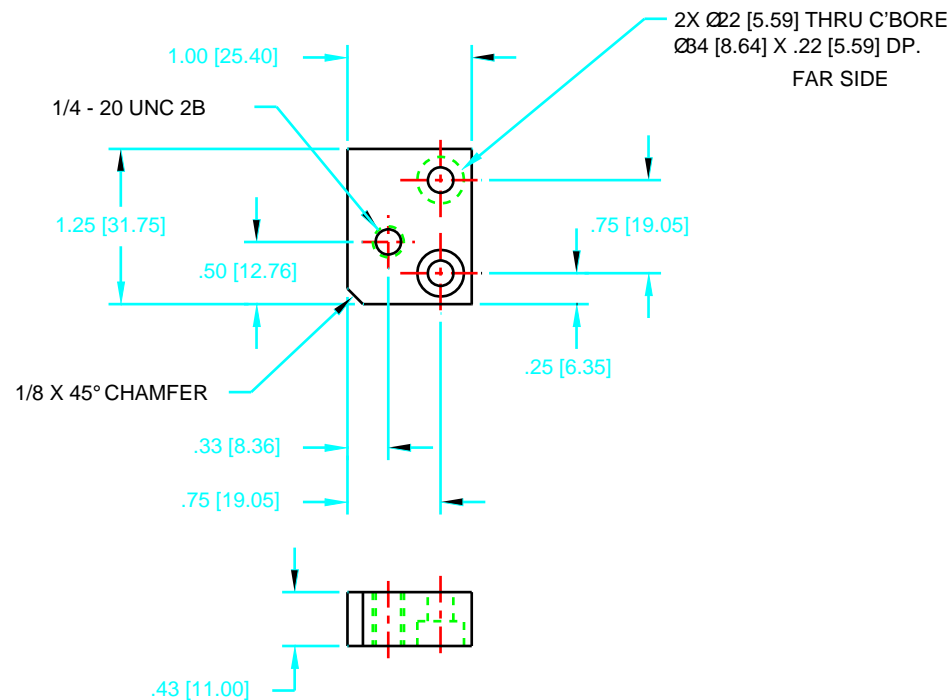 2X Ø.22 [5.59] THRU C'BORE
Ø.34 [8.64] X .22 [5.59] DP.
FAR SIDE
1.00 [25.40]
1/4 - 20 UNC 2B
1.25 [31.75]
.75 [19.05]
.50 [12.76]
.25 [6.35]
1/8 X 45° CHAMFER
.33 [8.36]
.75 [19.05]
.43 [11.00]